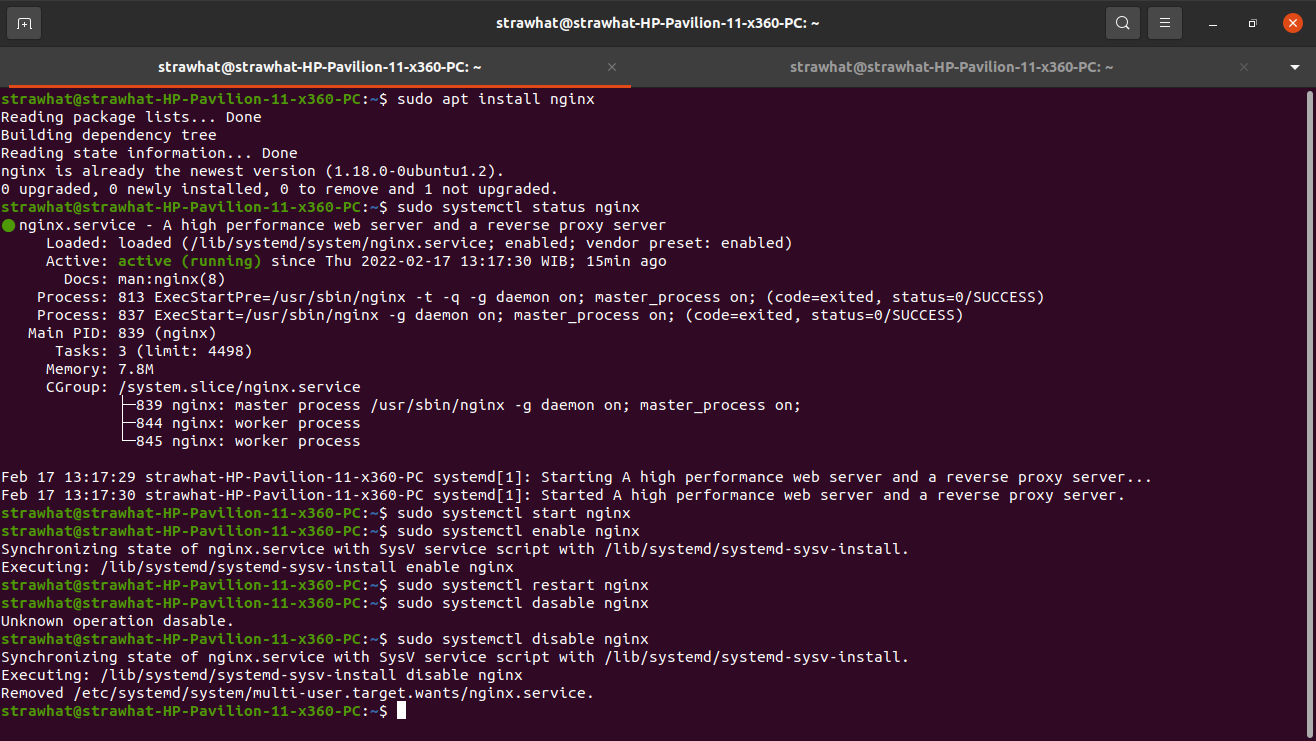 strawhat@strawhat-HP-Pavilion-11-x360-PC: ~
strawhat@strawhat-HP-Pavilion-11-x360-PC: ~
strawhat@strawhat-HP-Pavilion-11-x360-PC: ~
strawhat@strawhat-HP-Pavilion-11-x360-PC:~$ sudo apt install nginx
Reading package lists... Done
Building dependency tree
Reading state information... Done
nginx is already the newest version (1.18.0-0ubuntu1.2).
0 upgraded, 0 newly installed, 0 to remove and 1 not upgraded.
strawhat@strawhat-HP-Pavilion-11-x360-PC:~$ sudo systemctl status nginx
● nginx.service - A high performance web server and a reverse proxy server
     Loaded: loaded (/lib/systemd/system/nginx.service; enabled; vendor preset: enabled)
     Active: active (running) since Thu 2022-02-17 13:17:30 WIB; 15min ago
       Docs: man:nginx(8)
    Process: 813 ExecStartPre=/usr/sbin/nginx -t -q -g daemon on; master_process on; (code=exited, status=0/SUCCESS)
    Process: 837 ExecStart=/usr/sbin/nginx -g daemon on; master_process on; (code=exited, status=0/SUCCESS)
   Main PID: 839 (nginx)
      Tasks: 3 (limit: 4498)
     Memory: 7.8M
     CGroup: /system.slice/nginx.service
             ├─839 nginx: master process /usr/sbin/nginx -g daemon on; master_process on;
             ├─844 nginx: worker process
             └─845 nginx: worker process
Feb 17 13:17:29 strawhat-HP-Pavilion-11-x360-PC systemd[1]: Starting A high performance web server and a reverse proxy server...
Feb 17 13:17:30 strawhat-HP-Pavilion-11-x360-PC systemd[1]: Started A high performance web server and a reverse proxy server.
strawhat@strawhat-HP-Pavilion-11-x360-PC:~$ sudo systemctl start nginx
strawhat@strawhat-HP-Pavilion-11-x360-PC:~$ sudo systemctl enable nginx
Synchronizing state of nginx.service with SysV service script with /lib/systemd/systemd-sysv-install.
Executing: /lib/systemd/systemd-sysv-install enable nginx
strawhat@strawhat-HP-Pavilion-11-x360-PC:~$ sudo systemctl restart nginx
strawhat@strawhat-HP-Pavilion-11-x360-PC:~$ sudo systemctl dasable nginx
Unknown operation dasable.
strawhat@strawhat-HP-Pavilion-11-x360-PC:~$ sudo systemctl disable nginx
Synchronizing state of nginx.service with SysV service script with /lib/systemd/systemd-sysv-install.
Executing: /lib/systemd/systemd-sysv-install disable nginx
Removed /etc/systemd/system/multi-user.target.wants/nginx.service.
strawhat@strawhat-HP-Pavilion-11-x360-PC:~$